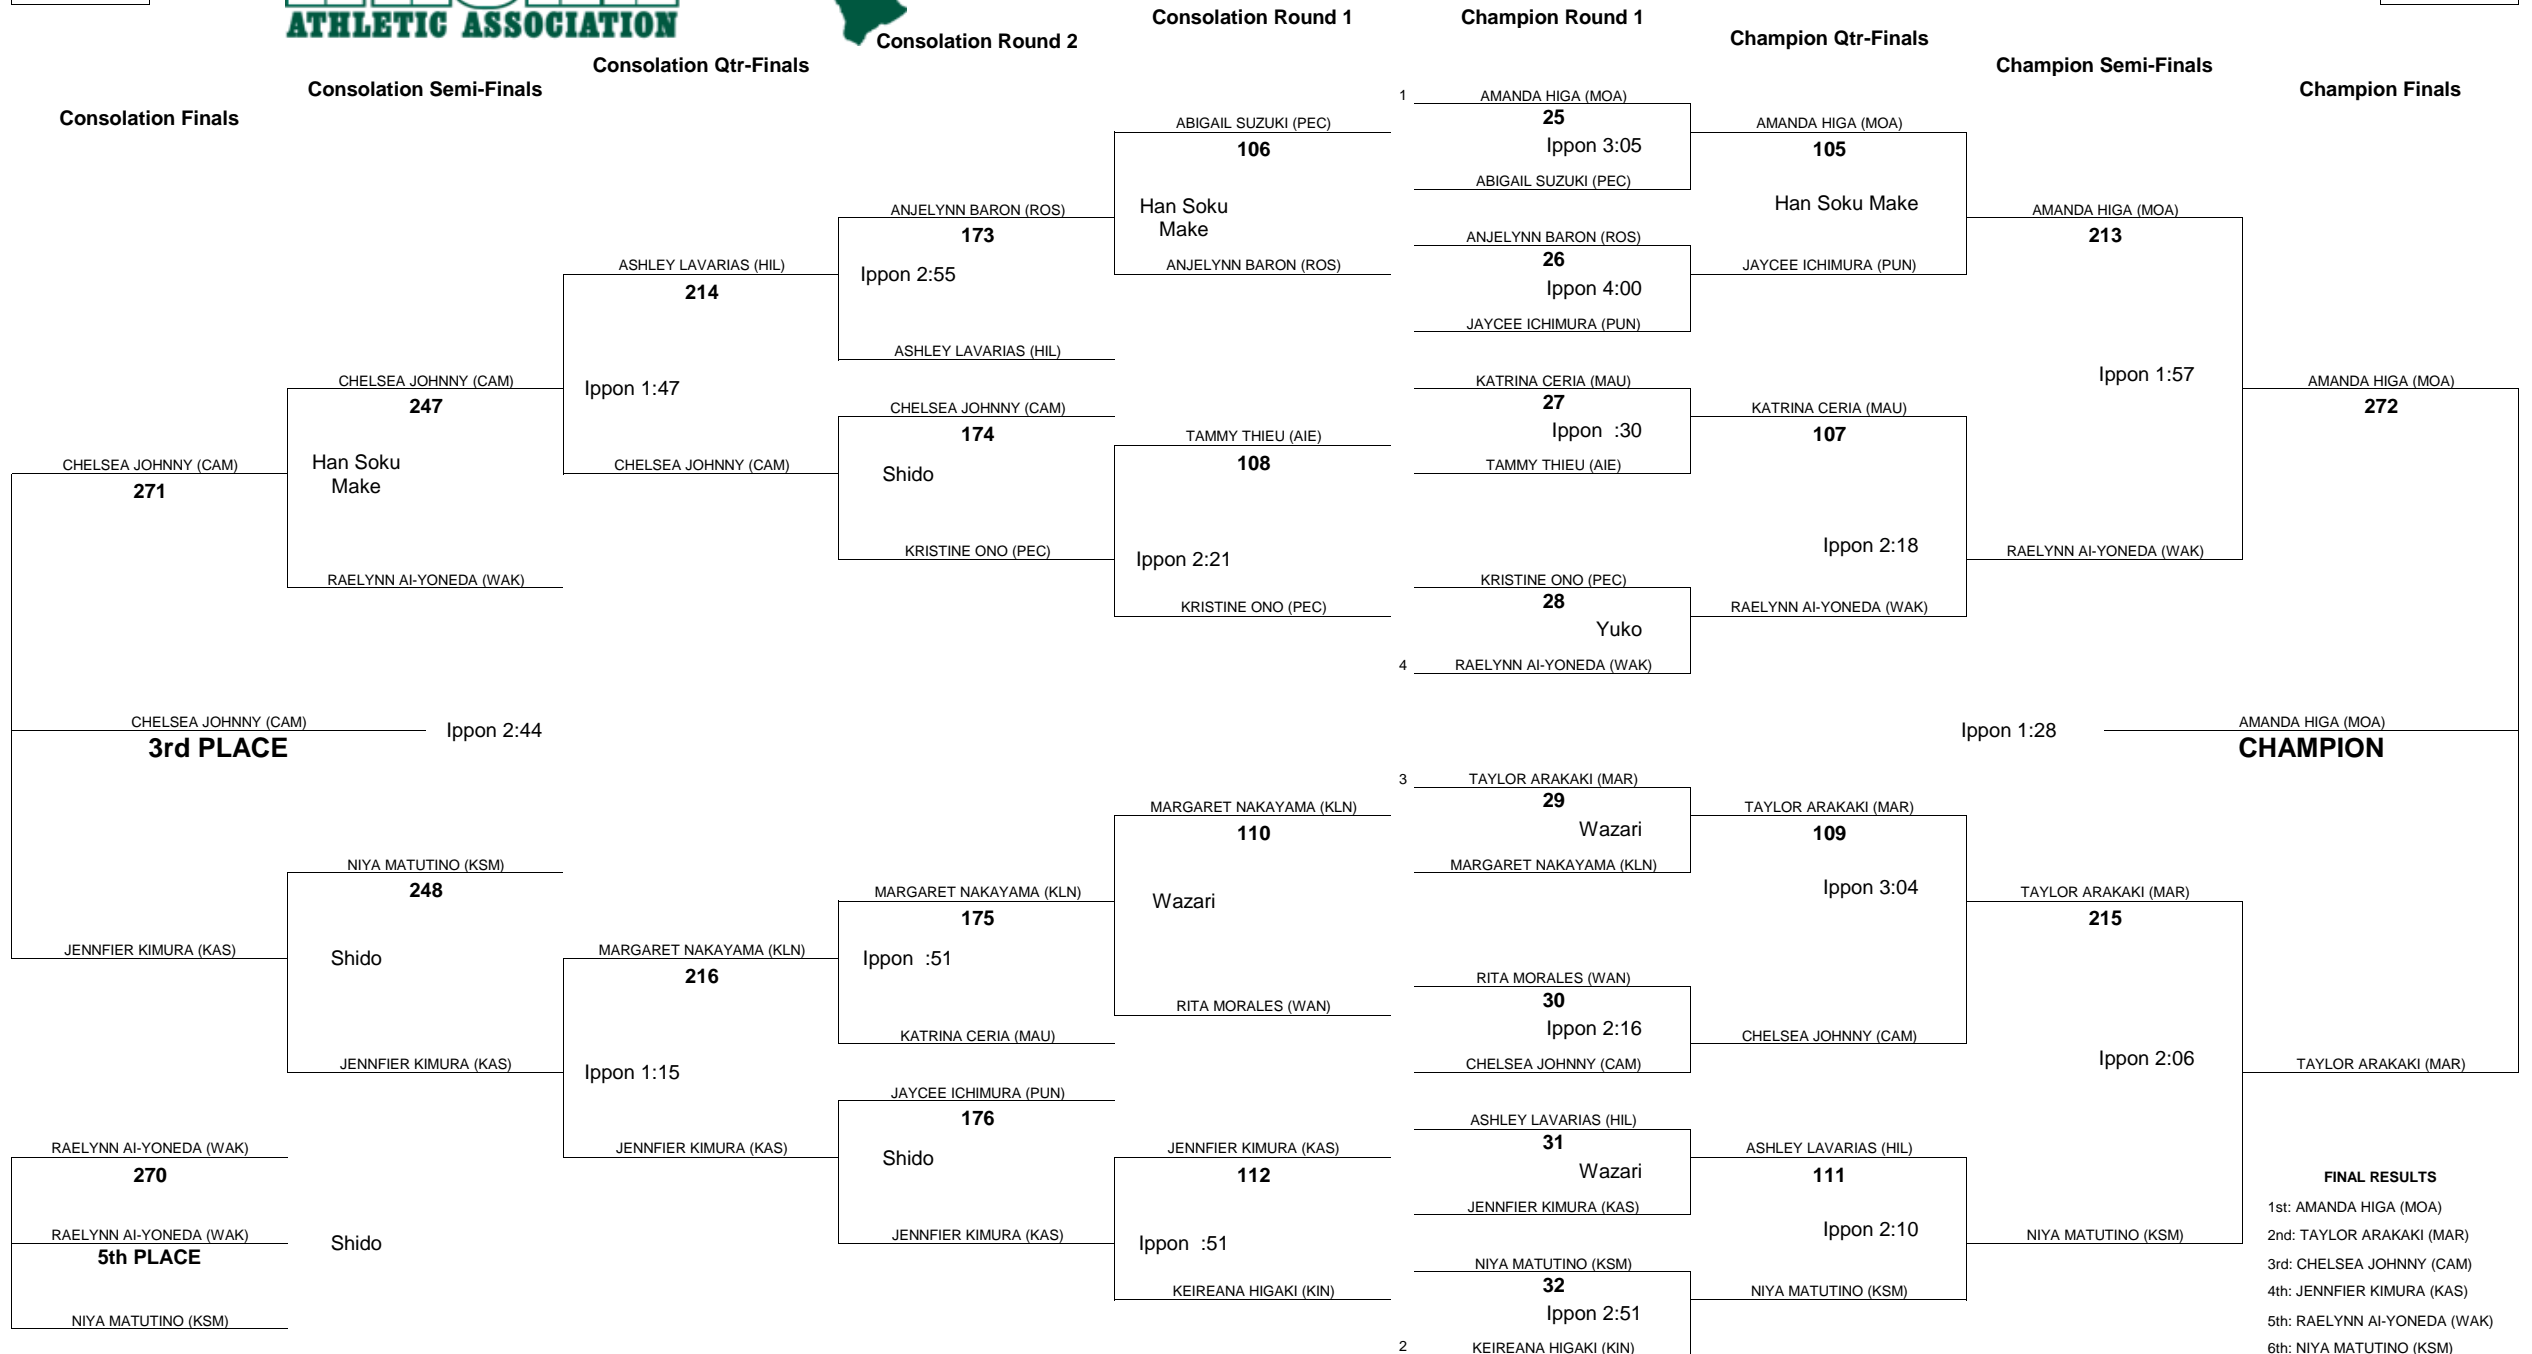 ATHLETIC ASSOCIATION
Consolation Finals
Consolation Semi-Finals
Consolation Qtr-Finals
Consolation Round 2
Consolation Round 1
Champion Round 1
Champion Qtr-Finals
Champion Semi-Finals
Champion Finals
CHELSEA JOHNNY (CAM)
271
CHELSEA JOHNNY (CAM)
3rd PLACE
Ippon 2:44
JENNFIER KIMURA (KAS)
RAELYNN AI-YONEDA (WAK)
270
RAELYNN AI-YONEDA (WAK)
5th PLACE
Shido
NIYA MATUTINO (KSM)
CHELSEA JOHNNY (CAM)
247
Han Soku
Make
RAELYNN AI-YONEDA (WAK)
NIYA MATUTINO (KSM)
248
Shido
JENNFIER KIMURA (KAS)
ASHLEY LAVARIAS (HIL)
214
Ippon 1:47
CHELSEA JOHNNY (CAM)
MARGARET NAKAYAMA (KLN)
216
Ippon 1:15
JENNFIER KIMURA (KAS)
ANJELYNN BARON (ROS)
173
Ippon 2:55
ASHLEY LAVARIAS (HIL)
CHELSEA JOHNNY (CAM)
174
Shido
KRISTINE ONO (PEC)
MARGARET NAKAYAMA (KLN)
175
Ippon :51
KATRINA CERIA (MAU)
JAYCEE ICHIMURA (PUN)
176
Shido
JENNFIER KIMURA (KAS)
ABIGAIL SUZUKI (PEC)
106
Han Soku
Make
ANJELYNN BARON (ROS)
TAMMY THIEU (AIE)
108
Ippon 2:21
KRISTINE ONO (PEC)
MARGARET NAKAYAMA (KLN)
110
Wazari
RITA MORALES (WAN)
JENNFIER KIMURA (KAS)
112
Ippon :51
KEIREANA HIGAKI (KIN)
1 AMANDA HIGA (MOA)
25
Ippon 3:05
ABIGAIL SUZUKI (PEC)
ANJELYNN BARON (ROS)
26
Ippon 4:00
JAYCEE ICHIMURA (PUN)
KATRINA CERIA (MAU)
27
Ippon :30
TAMMY THIEU (AIE)
KRISTINE ONO (PEC)
28
Yuko
4 RAELYNN AI-YONEDA (WAK)
3 TAYLOR ARAKAKI (MAR)
29
Wazari
MARGARET NAKAYAMA (KLN)
RITA MORALES (WAN)
30
Ippon 2:16
CHELSEA JOHNNY (CAM)
ASHLEY LAVARIAS (HIL)
31
Wazari
JENNFIER KIMURA (KAS)
NIYA MATUTINO (KSM)
32
Ippon 2:51
2 KEIREANA HIGAKI (KIN)
AMANDA HIGA (MOA)
105
Han Soku Make
JAYCEE ICHIMURA (PUN)
KATRINA CERIA (MAU)
107
Ippon 2:18
RAELYNN AI-YONEDA (WAK)
TAYLOR ARAKAKI (MAR)
109
Ippon 3:04
CHELSEA JOHNNY (CAM)
ASHLEY LAVARIAS (HIL)
111
Ippon 2:10
NIYA MATUTINO (KSM)
AMANDA HIGA (MOA)
213
Ippon 1:57
RAELYNN AI-YONEDA (WAK)
TAYLOR ARAKAKI (MAR)
215
Ippon 2:06
NIYA MATUTINO (KSM)
AMANDA HIGA (MOA)
272
Ippon 1:28
AMANDA HIGA (MOA)
CHAMPION
TAYLOR ARAKAKI (MAR)
FINAL RESULTS
1st: AMANDA HIGA (MOA)
2nd: TAYLOR ARAKAKI (MAR)
3rd: CHELSEA JOHNNY (CAM)
4th: JENNFIER KIMURA (KAS)
5th: RAELYNN AI-YONEDA (WAK)
6th: NIYA MATUTINO (KSM)